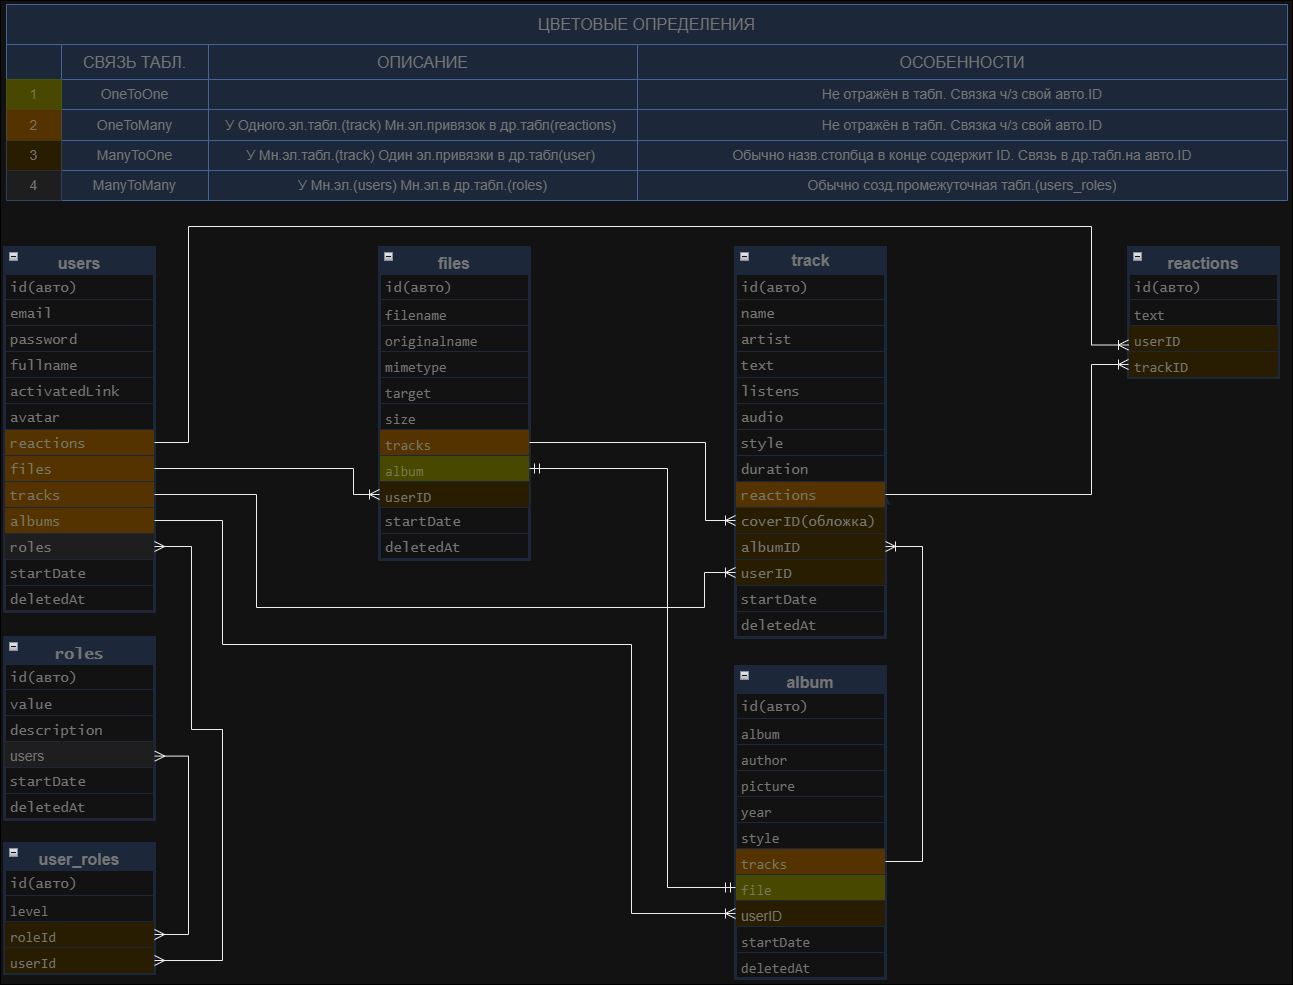 ЦВЕТОВЫЕ ОПРЕДЕЛЕНИЯ
СВЯЗЬ ТАБЛ. ОПИСАНИЕ ОСОБЕННОСТИ
1 OneToOne Не отражён в табл. Связка ч/з свой авто.ID
2 OneToMany У Одного.эл.табл.(track) Мн.эл.привязок в др.табл(reactions) Не отражён в табл. Связка ч/з свой авто.ID
3 ManyToOne У Мн.эл.табл.(track) Один эл.привязки в др.табл(user) Обычно назв.столбца в конце содержит ID. Связь в др.табл.на авто.ID
4 ManyToMany У Мн.эл.(users) Мн.эл.в др.табл.(roles) Обычно созд.промежуточная табл.(users_roles)
users
id(авто)
email
password
fullname
activatedLink
avatar
reactions
files
tracks
albums
roles
startDate
deletedAt
files
id(авто)
filename
originalname
mimetype
target
size
tracks
album
userID
startDate
deletedAt
track
id(авто)
name
artist
text
listens
audio
style
duration
reactions
coverID(обложка)
albumID
userID
startDate
deletedAt
reactions
id(авто)
text
userID
trackID
roles
id(авто)
value
description
users
startDate
deletedAt
user_roles
id(авто)
level
roleId
userId
album
id(авто)
album
author
picture
year
style
tracks
file
userID
startDate
deletedAt